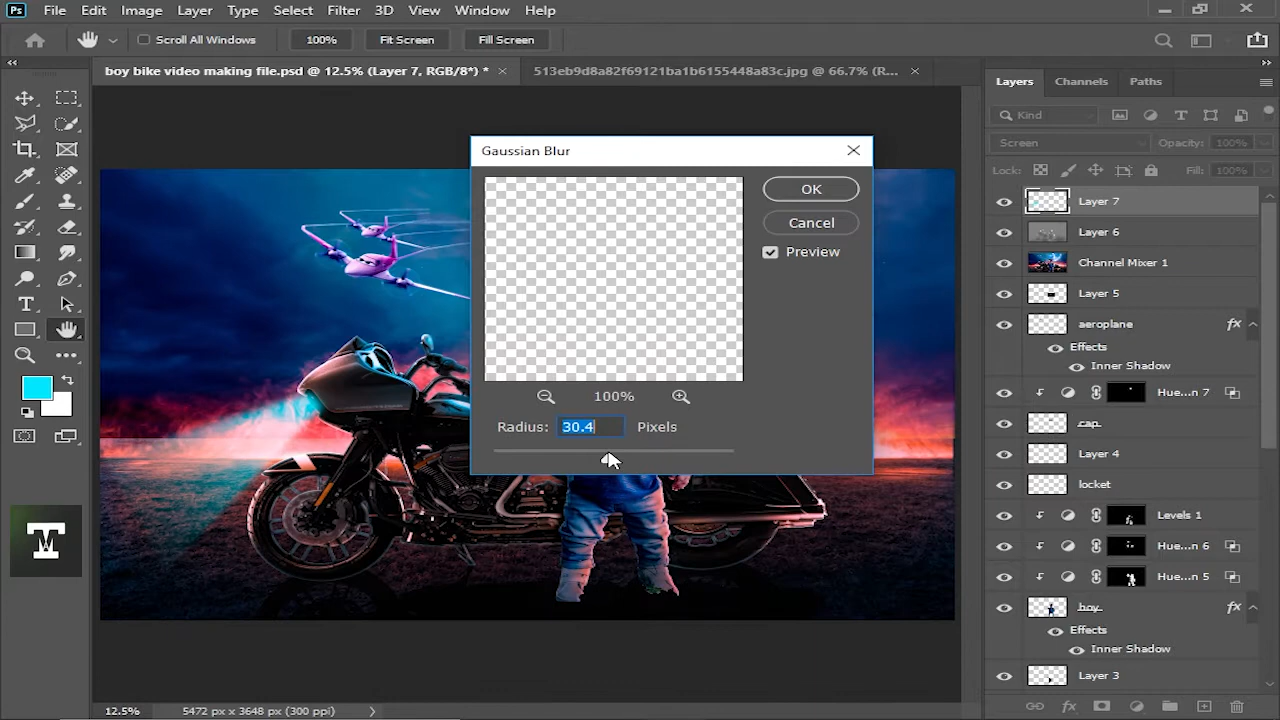 Ps File Edit Image Layer Type Select Filter 3D View Window Help
Scroll All Windows 100% Fit Screen Fill Screen
boy bike video making file.psd @ 12.5% (Layer 7, RGB/8*) *
513eb9d8a82f69121ba1b6155448a83c.jpg @ 66.7% (R...
Gaussian Blur
OK
Cancel
Preview
100%
Radius: 30.4 Pixels
Layers Channels Paths
Kind
Screen Opacity: 100%
Lock: Fill: 100%
Layer 7
Layer 6
Channel Mixer 1
Layer 5
aeroplane fx
Effects
Inner Shadow
Hue...n 7
cap
Layer 4
locket
Levels 1
Hue...n 6
Hue...n 5
boy fx
Effects
Inner Shadow
Layer 3
fx
12.5% 5472 px x 3648 px (300 ppi)